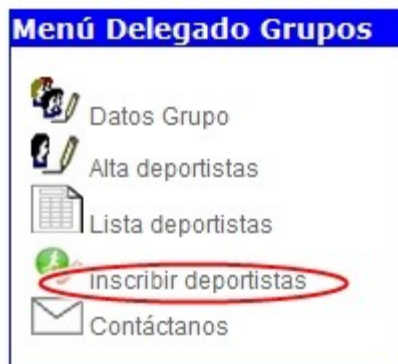 Menú Delegado Grupos
Datos Grupo
Alta deportistas
Lista deportistas
inscribir deportistas
Contáctanos